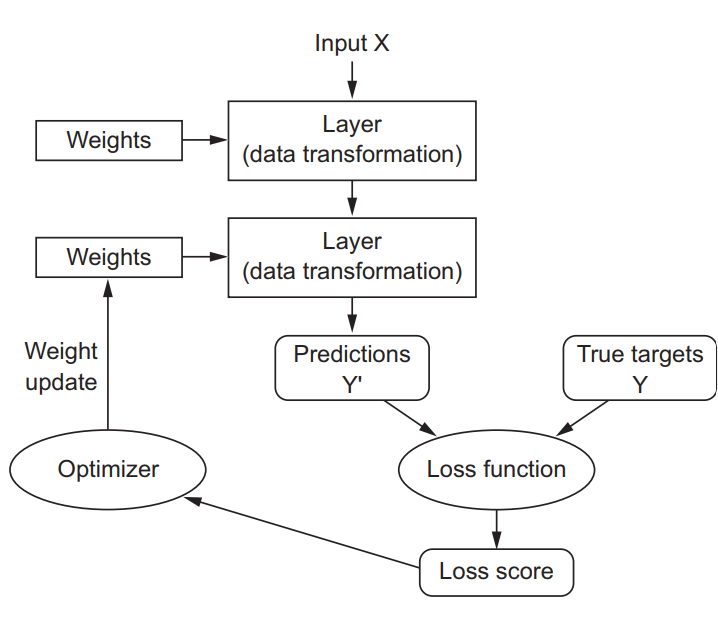 Input X
Weights
Layer
(data transformation)
Weights
Layer
(data transformation)
Weight
update
Predictions
Y'
True targets
Y
Optimizer
Loss function
Loss score